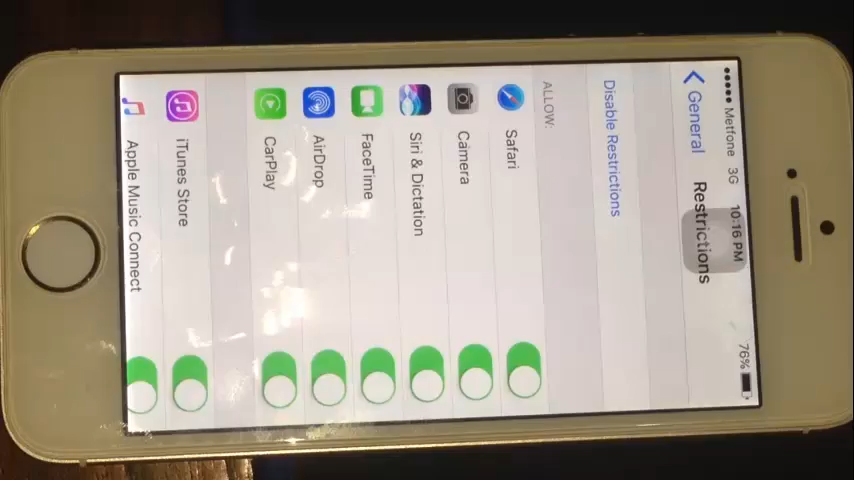 Metfone 3G 10:16 PM 76%
General Restrictions
Disable Restrictions
ALLOW:
Safari
Camera
Siri & Dictation
FaceTime
AirDrop
CarPlay
iTunes Store
Apple Music Connect